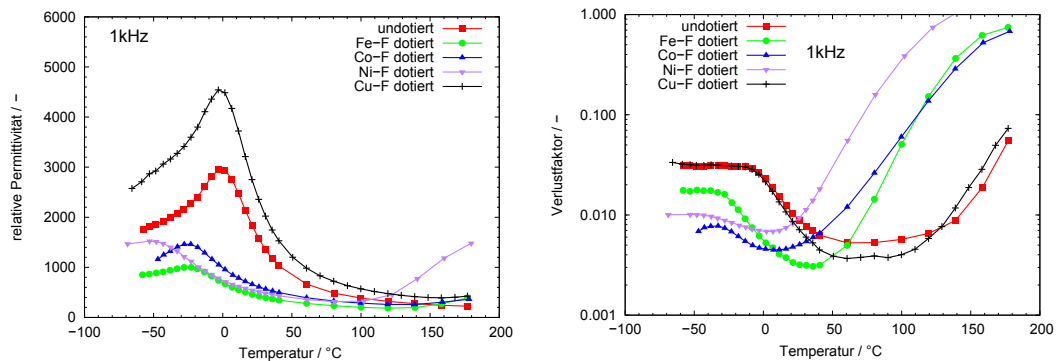 1kHz
undotiert
Fe−F dotiert
Co−F dotiert
Ni−F dotiert
Cu−F dotiert
6000
5000
4000
3000
2000
1000
0
−100
−50
0
50
100
150
200
relative Permittivität / −
Temperatur / °C
undotiert
Fe−F dotiert
Co−F dotiert
Ni−F dotiert
Cu−F dotiert
1kHz
1.000
0.100
0.010
0.001
−100
−50
0
50
100
150
200
Verlustfaktor / −
Temperatur / °C